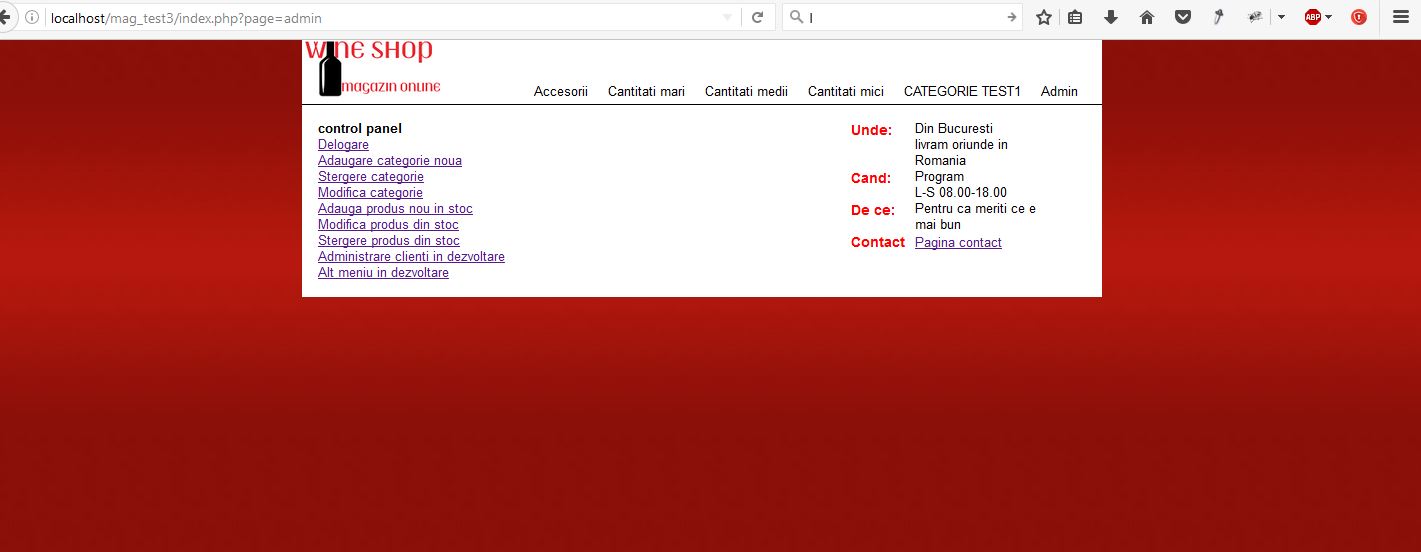 localhost/mag_test3/index.php?page=admin
l
ABP
WINE SHOP
magazin online
Accesorii Cantitati mari Cantitati medii Cantitati mici CATEGORIE TEST1 Admin
control panel
Delogare
Adaugare categorie noua
Stergere categorie
Modifica categorie
Adauga produs nou in stoc
Modifica produs din stoc
Stergere produs din stoc
Administrare clienti in dezvoltare
Alt meniu in dezvoltare
Unde: Din Bucuresti
livram oriunde in
Romania
Cand: Program
L-S 08.00-18.00
De ce: Pentru ca meriti ce e
mai bun
Contact Pagina contact